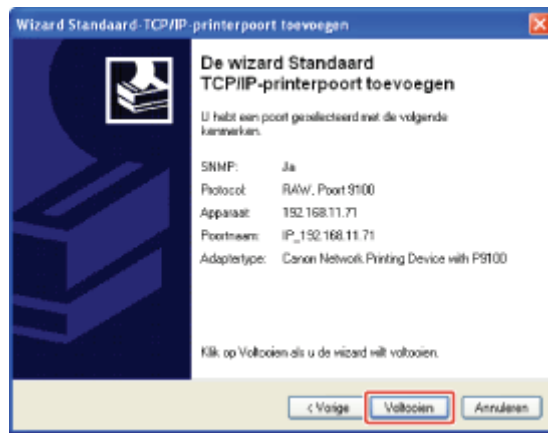 Wizard Standaard-TCP/IP-printerpoort toevoegen
De wizard Standaard
TCP/IP-printerpoort toevoegen
U hebt een poort geselecteerd met de volgende
kenmerken.
SNMP: Ja
Protocol: RAW, Poort 9100
Apparaat: 192.168.11.71
Poortnaam: IP_192.168.11.71
Adaptertype: Canon Network Printing Device with P9100
Klik op Voltooien als u de wizard wilt voltooien.
< Vorige Voltooien Annuleren